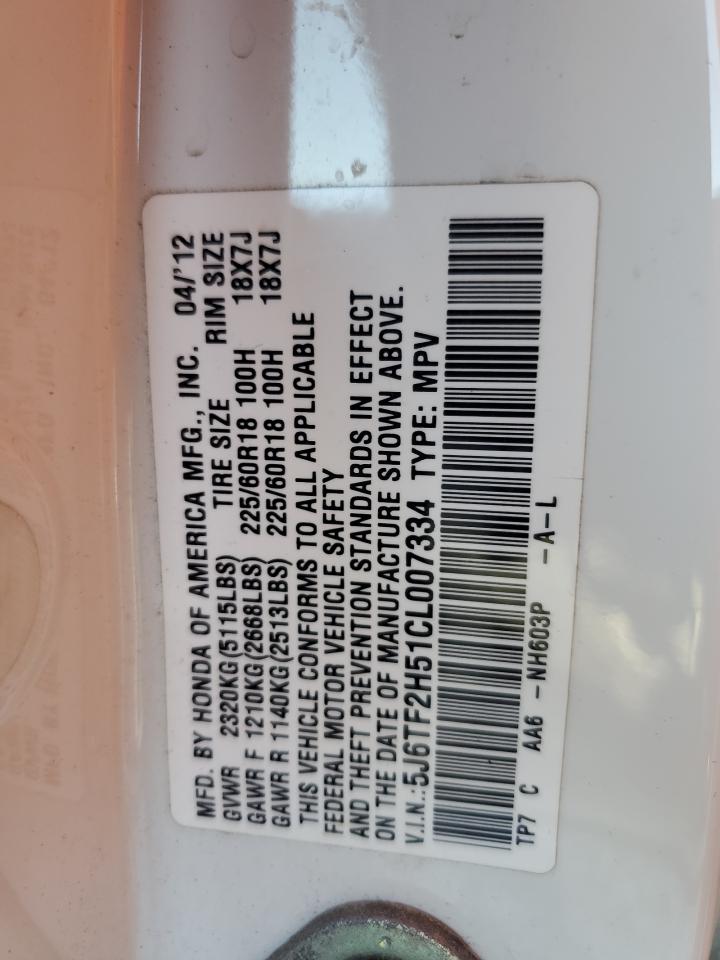 MFD. BY HONDA OF AMERICA MFG., INC. 04/'12
GVWR 2320KG(5115LBS) TIRE SIZE RIM SIZE
GAWR F 1210KG(2668LBS) 225/60R18 100H 18X7J
GAWR R 1140KG(2513LBS) 225/60R18 100H 18X7J
THIS VEHICLE CONFORMS TO ALL APPLICABLE
FEDERAL MOTOR VEHICLE SAFETY
AND THEFT PREVENTION STANDARDS IN EFFECT
ON THE DATE OF MANUFACTURE SHOWN ABOVE.
V.I.N.:5J6TF2H51CL007334 TYPE: MPV
TP7 C AA6 -NH603P -A-L